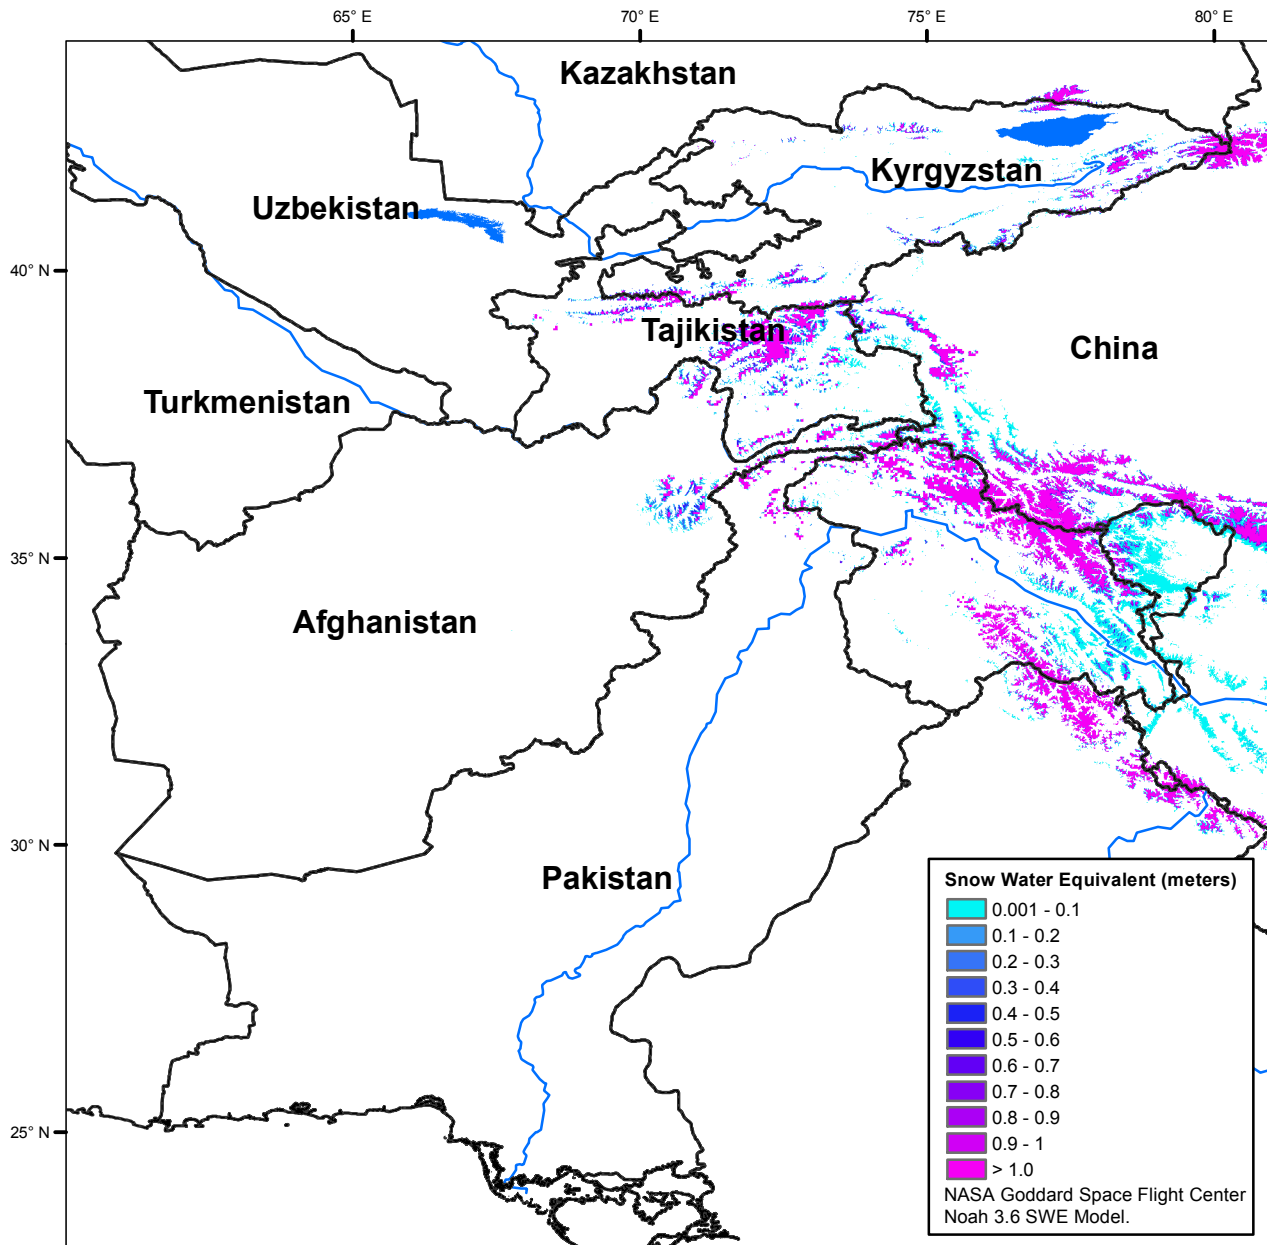 65° E
70° E
75° E
80° E
Kazakhstan
Kyrgyzstan
Uzbekistan
40° N
Tajikistan
China
Turkmenistan
35° N
Afghanistan
30° N
Pakistan
25° N
Snow Water Equivalent (meters)
0.001 - 0.1
0.1 - 0.2
0.2 - 0.3
0.3 - 0.4
0.4 - 0.5
0.5 - 0.6
0.6 - 0.7
0.7 - 0.8
0.8 - 0.9
0.9 - 1
> 1.0
NASA Goddard Space Flight Center
Noah 3.6 SWE Model.